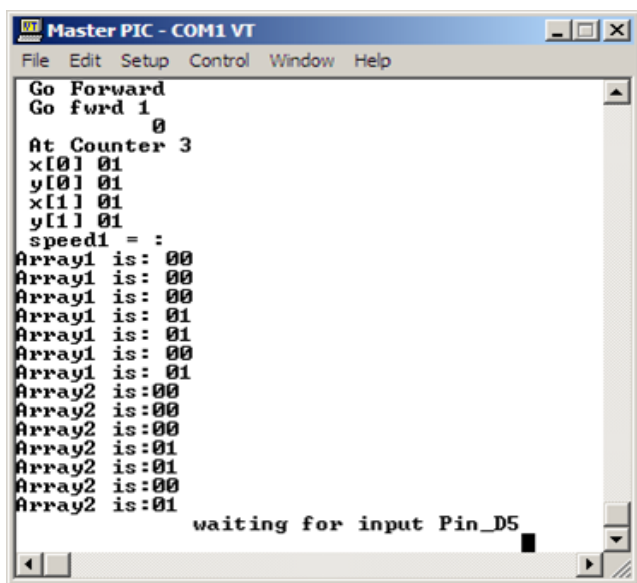 Master PIC - COM1 VT
File Edit Setup Control Window Help
Go Forward
Go fwrd 1
0
At Counter 3
x[0] 01
y[0] 01
x[1] 01
y[1] 01
speed1 = :
Array1 is: 00
Array1 is: 00
Array1 is: 00
Array1 is: 01
Array1 is: 01
Array1 is: 00
Array1 is: 01
Array2 is:00
Array2 is:00
Array2 is:00
Array2 is:01
Array2 is:01
Array2 is:00
Array2 is:01
waiting for input Pin_D5